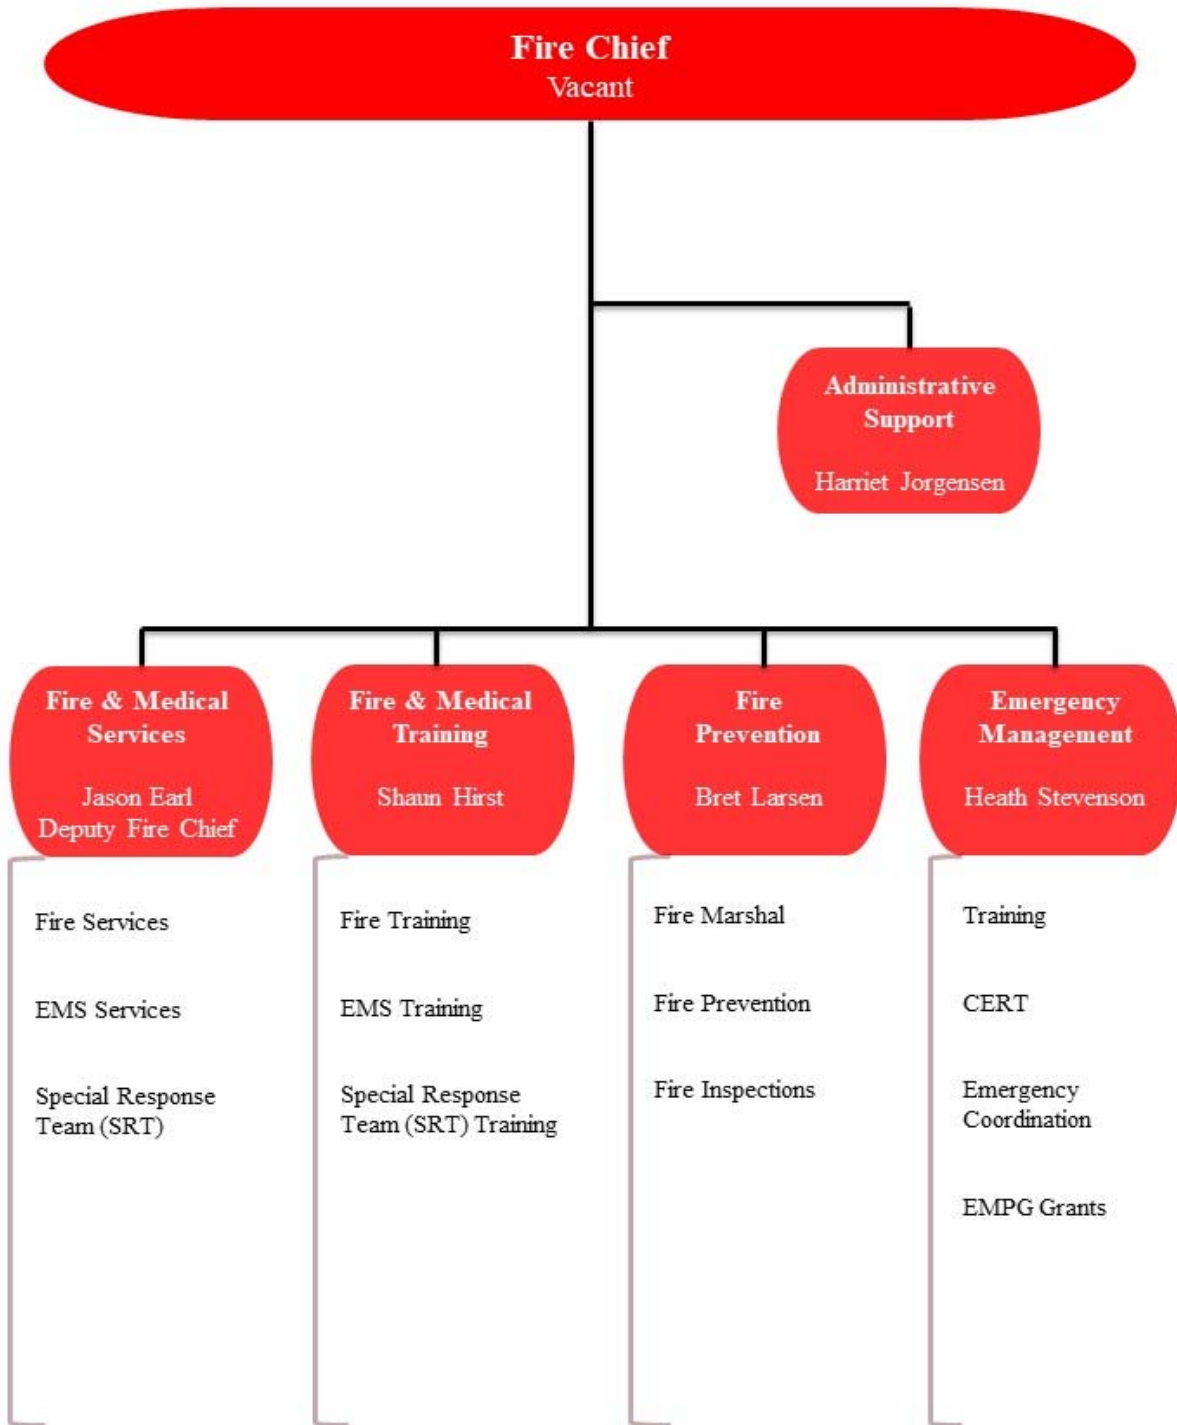 Fire Chief
Vacant
Administrative
Support
Harriet Jorgensen
Fire & Medical
Services
Jason Earl
Deputy Fire Chief
Fire Services
EMS Services
Special Response
Team (SRT)
Fire & Medical
Training
Shaun Hirst
Fire Training
EMS Training
Special Response
Team (SRT) Training
Fire
Prevention
Bret Larsen
Fire Marshal
Fire Prevention
Fire Inspections
Emergency
Management
Heath Stevenson
Training
CERT
Emergency
Coordination
EMPG Grants